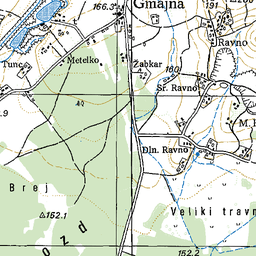 166.3
Gmajna
191
Ravno
Tunc
Metelko
Žabkar
160
Sr. Ravno
Dln. Ravno
Brej
152.1
Veliki travn
ozd
152.2